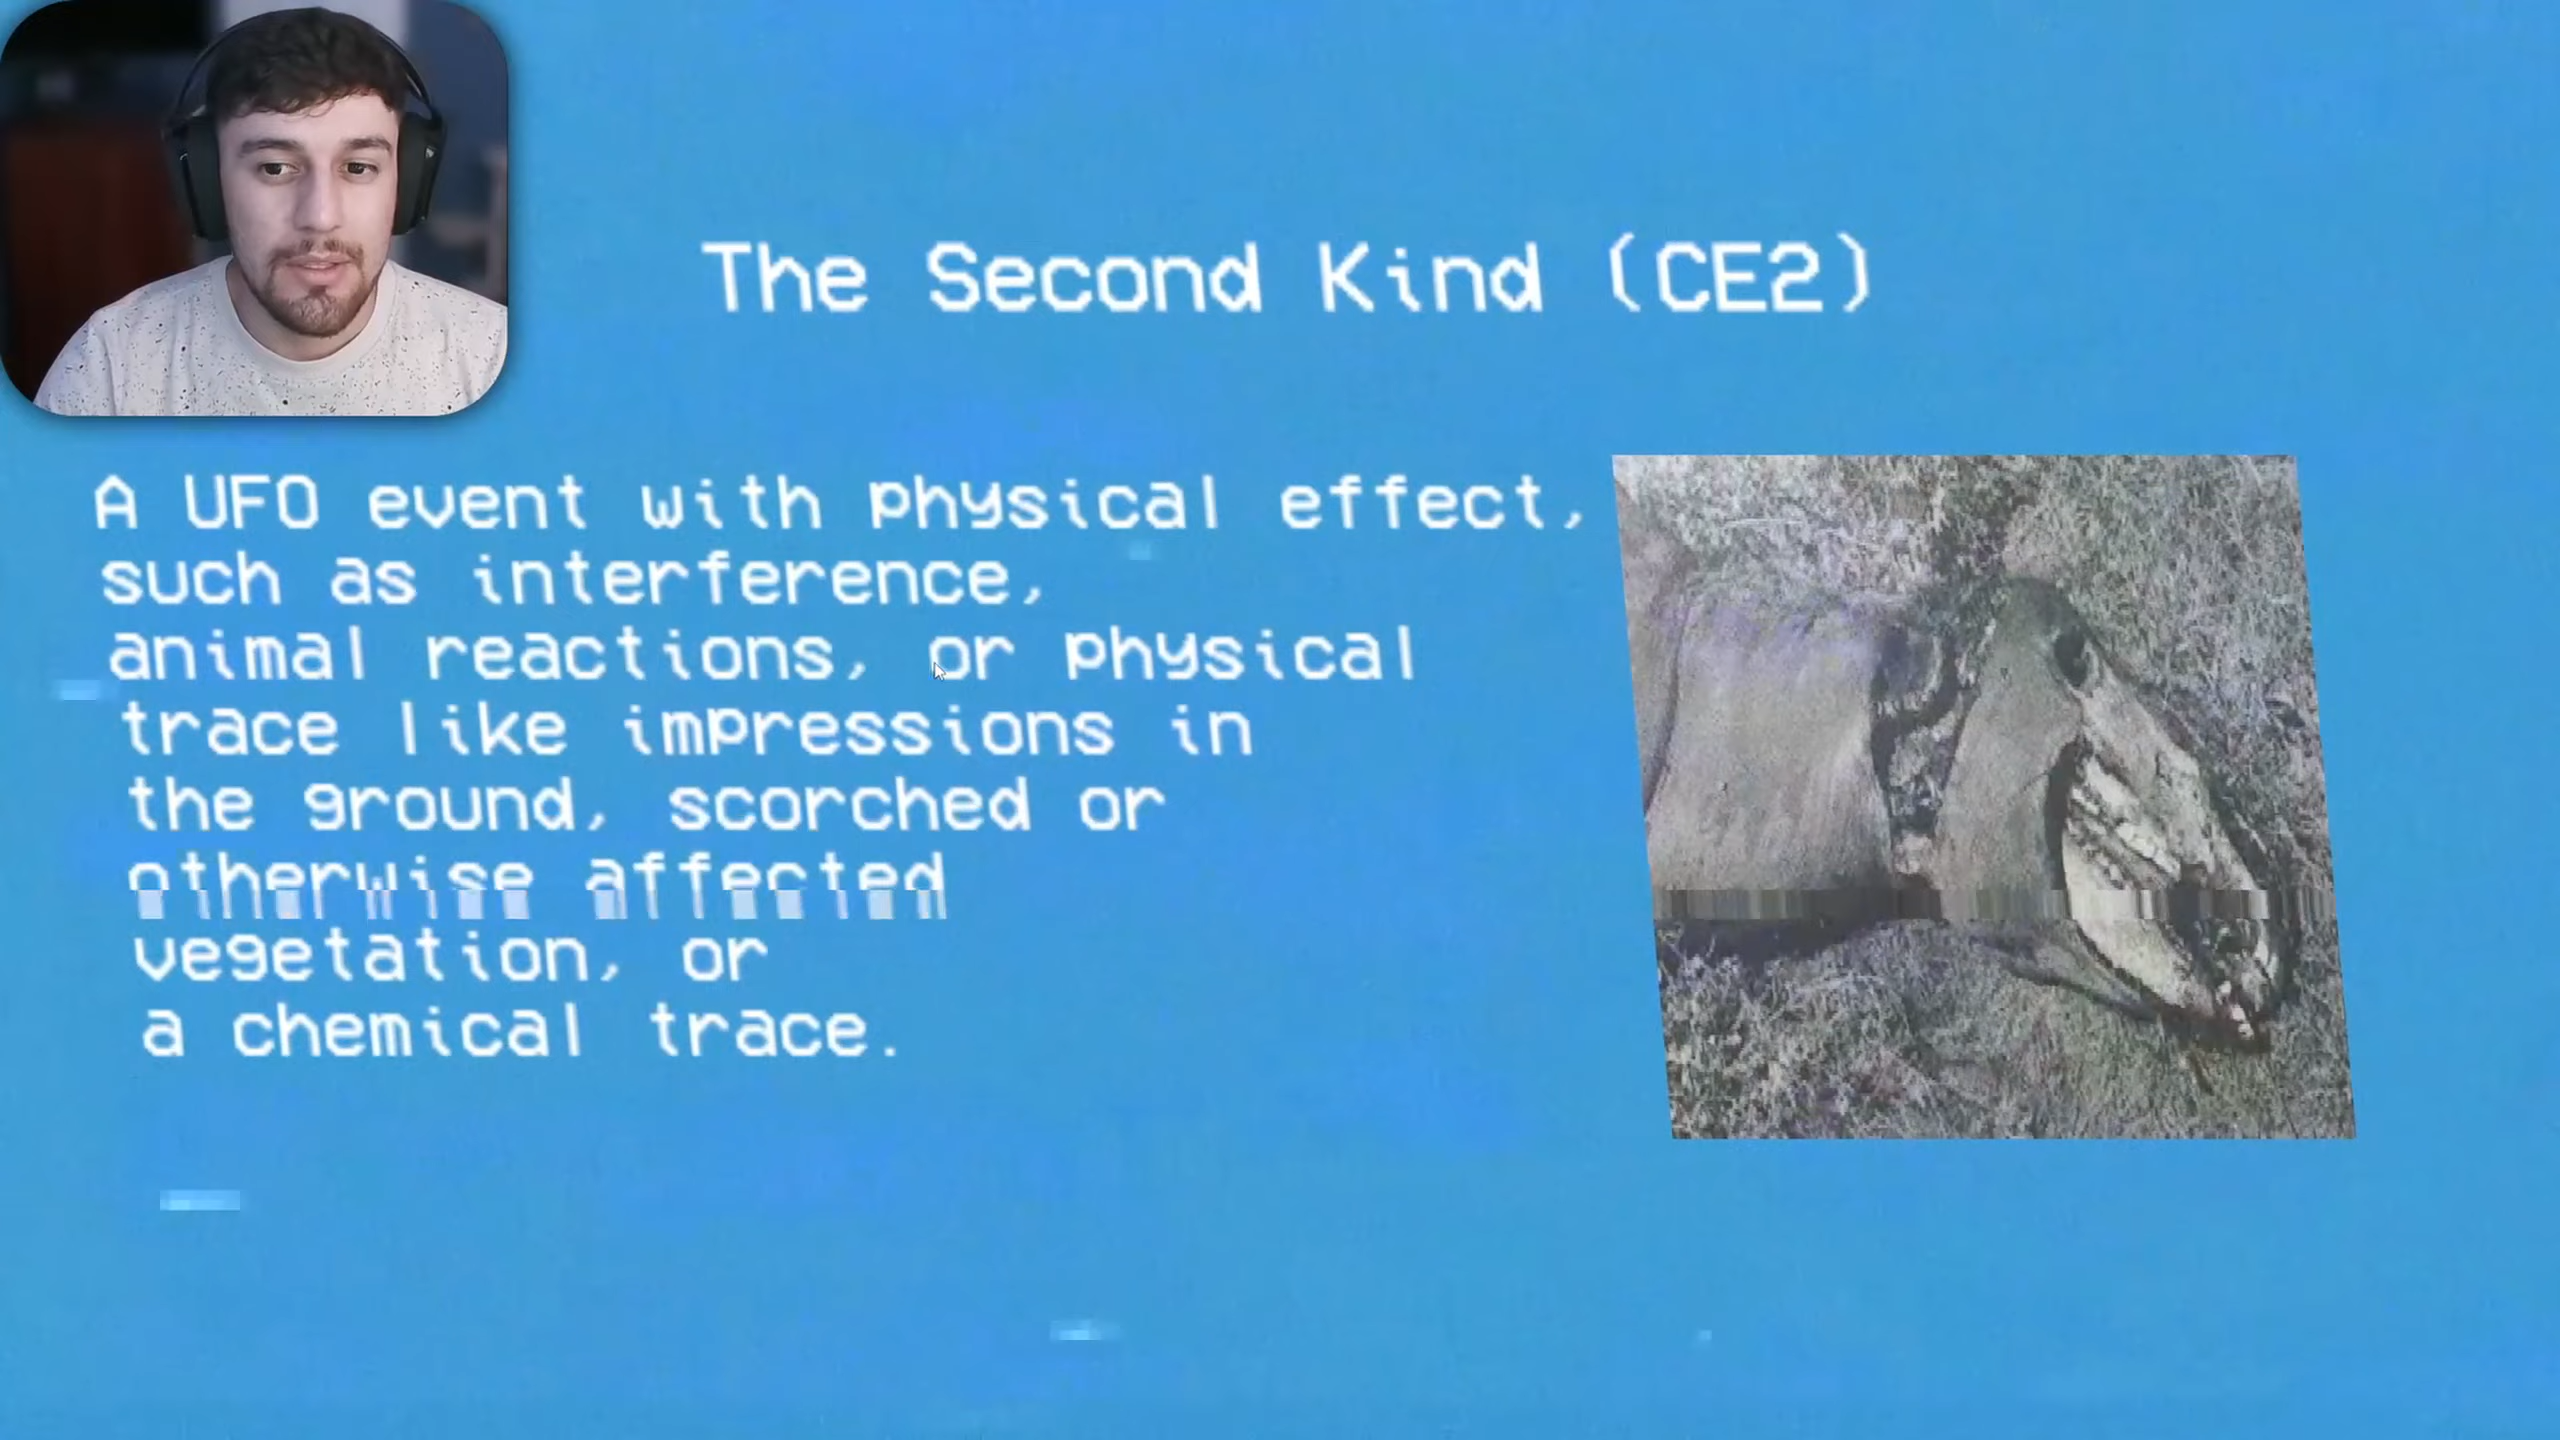 The Second Kind (CE2)
A UFO event with physical effect,
such as interference,
animal reactions, or physical
trace like impressions in
the ground, scorched or
otherwise affected
vegetation, or
a chemical trace.